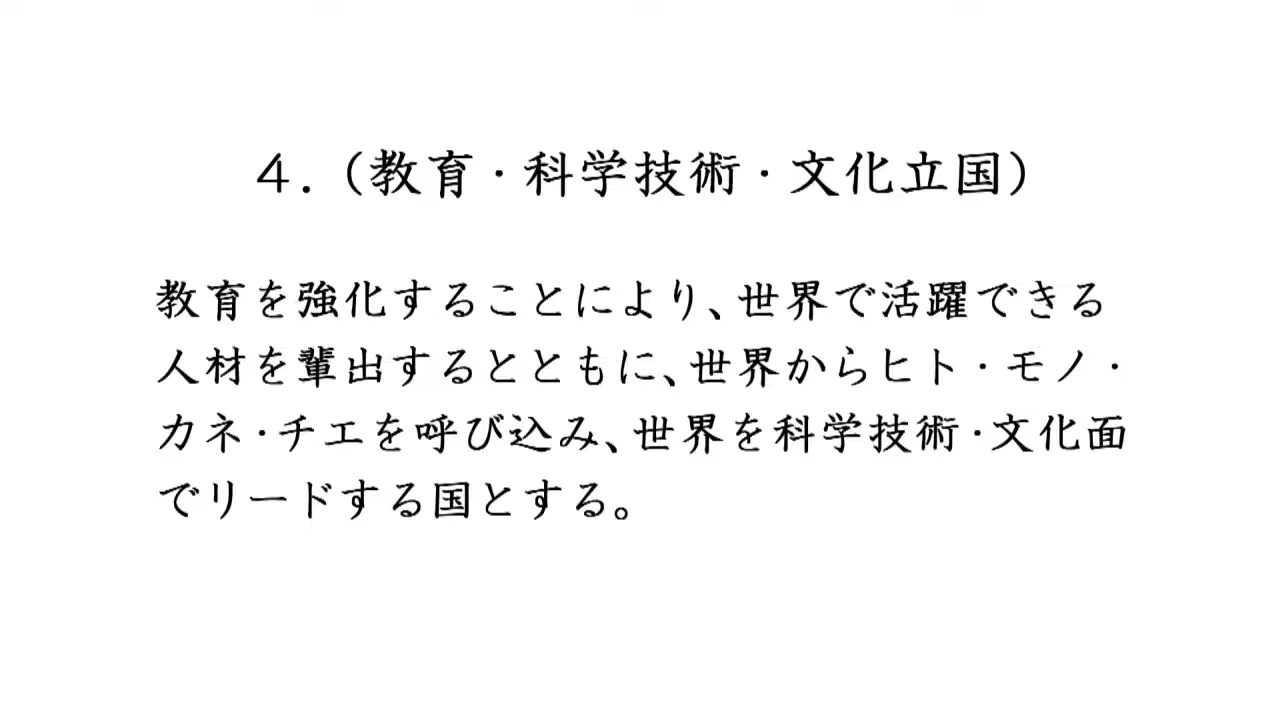 ４.（教育・科学技術・文化立国）
教育を強化することにより、世界で活躍できる
人材を輩出するとともに、世界からヒト・モノ・
カネ・チエを呼び込み、世界を科学技術・文化面
でリードする国とする。